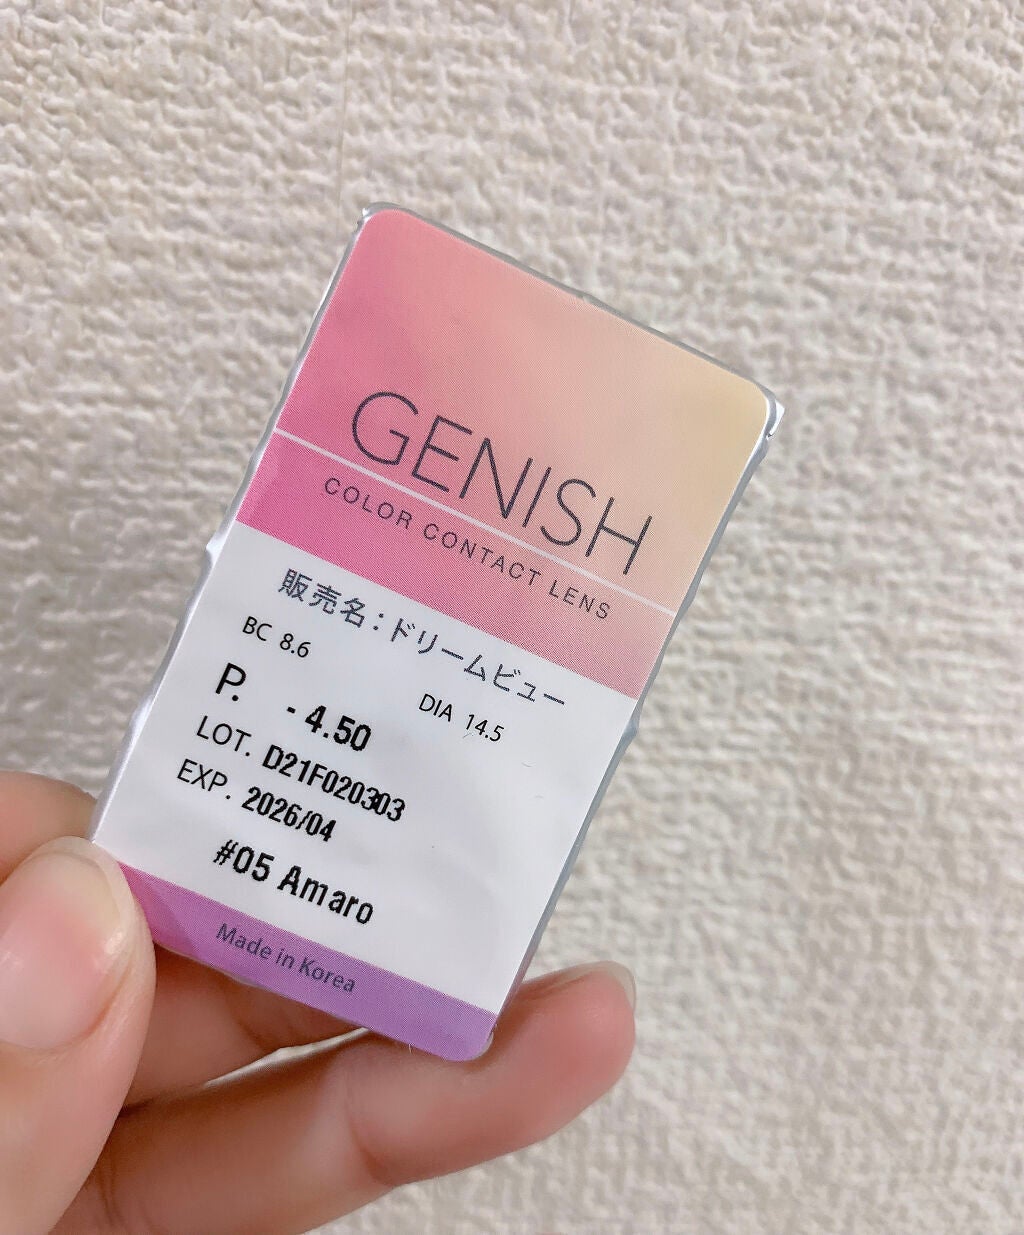 GENISH
COLOR CONTACT LENS
販売名：ドリームビュー
BC 8.6
DIA 14.5
P. - 4.50
LOT. D21F020303
EXP. 2026/04
#05 Amaro
Made in Korea